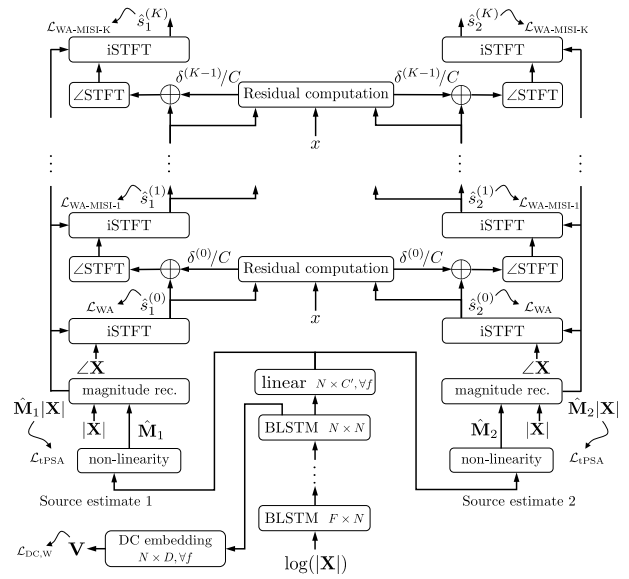 $\mathcal{L}_{\text{WA-MISI-K}}$ $\hat{s}_1^{(K)}$ $\hat{s}_2^{(K)}$ $\mathcal{L}_{\text{WA-MISI-K}}$
iSTFT iSTFT
∠STFT $\delta^{(K-1)}/C$ Residual computation $\delta^{(K-1)}/C$ ∠STFT
$x$
$\mathcal{L}_{\text{WA-MISI-1}}$ $\hat{s}_1^{(1)}$ $\hat{s}_2^{(1)}$ $\mathcal{L}_{\text{WA-MISI-1}}$
iSTFT iSTFT
∠STFT $\delta^{(0)}/C$ Residual computation $\delta^{(0)}/C$ ∠STFT
$\mathcal{L}_{\text{WA}}$ $\hat{s}_1^{(0)}$ $x$ $\hat{s}_2^{(0)}$ $\mathcal{L}_{\text{WA}}$
iSTFT iSTFT
∠$\mathbf{X}$ ∠$\mathbf{X}$
magnitude rec. linear $N \times C', \forall f$ magnitude rec.
$\hat{\mathbf{M}}_1|\mathbf{X}|$ $|\mathbf{X}|$ $\hat{\mathbf{M}}_1$ BLSTM $N \times N$ $\hat{\mathbf{M}}_2$ $|\mathbf{X}|$ $\hat{\mathbf{M}}_2|\mathbf{X}|$
$\mathcal{L}_{\text{tPSA}}$ non-linearity non-linearity $\mathcal{L}_{\text{tPSA}}$
Source estimate 1 Source estimate 2
BLSTM $F \times N$
$\mathcal{L}_{\text{DC,W}}$ $\mathbf{V}$ DC embedding
$N \times D, \forall f$
$\log(|\mathbf{X}|)$